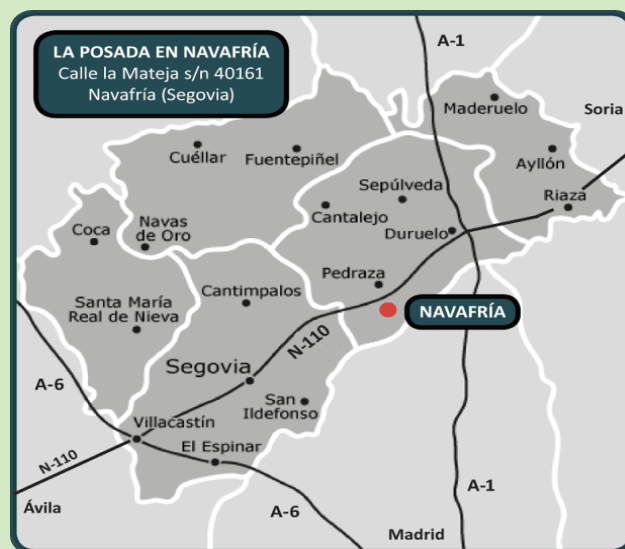 LA POSADA EN NAVAFRÍA
Calle la Mateja s/n 40161
Navafría (Segovia)
A-1
Maderuelo
Soria
Cuéllar
Fuentepiñel
Ayllón
Sepúlveda
Riaza
Cantalejo
Coca
Navas
de Oro
Duruelo
Pedraza
Cantimpalos
Santa María
Real de Nieva
NAVAFRÍA
N-110
Segovia
A-6
San
Ildefonso
Villacastín
El Espinar
N-110
A-1
Ávila
A-6
Madrid